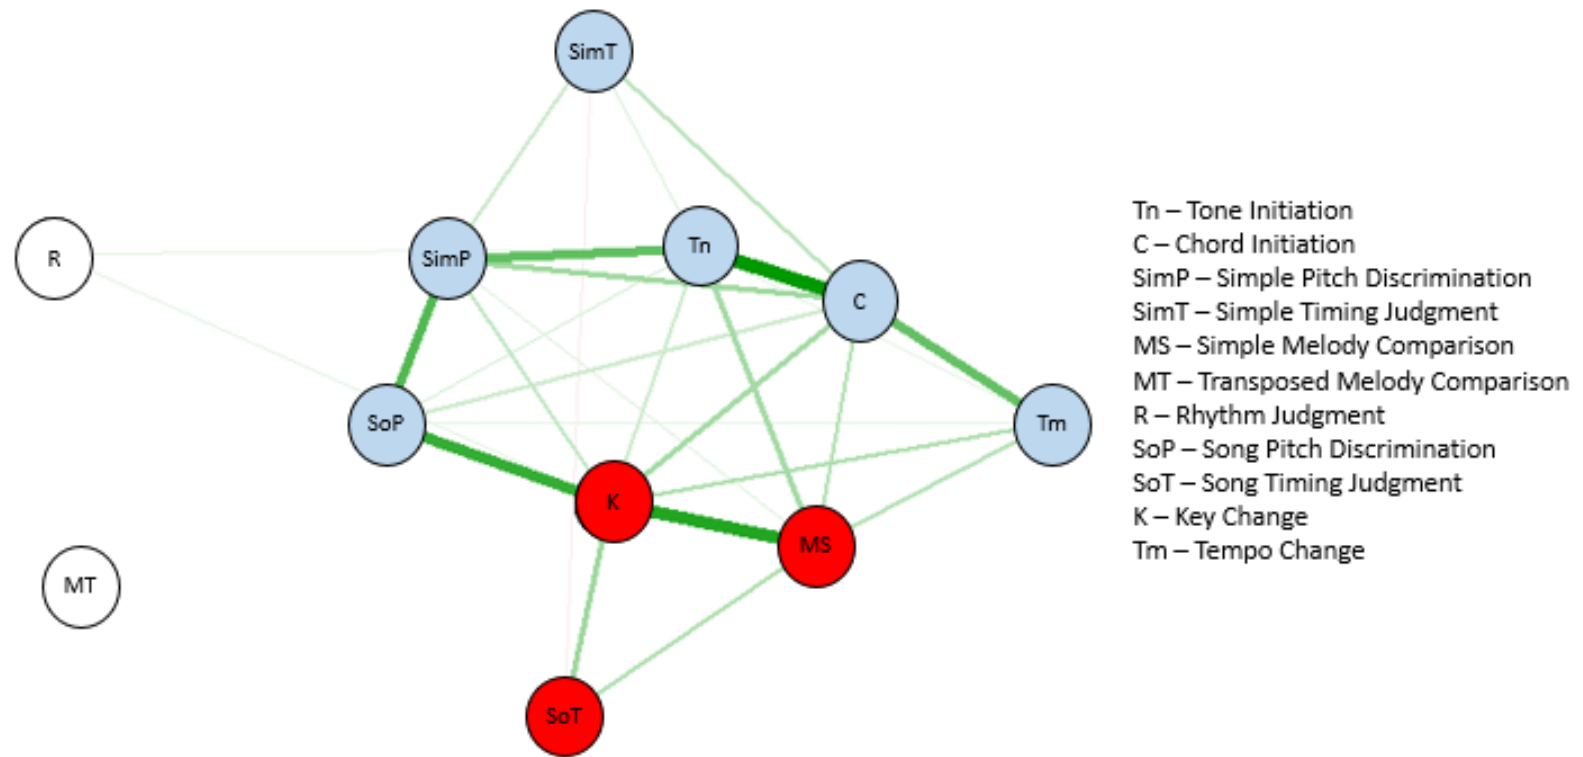 SimT
R
SimP
Tn
C
SoP
Tm
K
MS
MT
SoT
Tn – Tone Initiation
C – Chord Initiation
SimP – Simple Pitch Discrimination
SimT – Simple Timing Judgment
MS – Simple Melody Comparison
MT – Transposed Melody Comparison
R – Rhythm Judgment
SoP – Song Pitch Discrimination
SoT – Song Timing Judgment
K – Key Change
Tm – Tempo Change